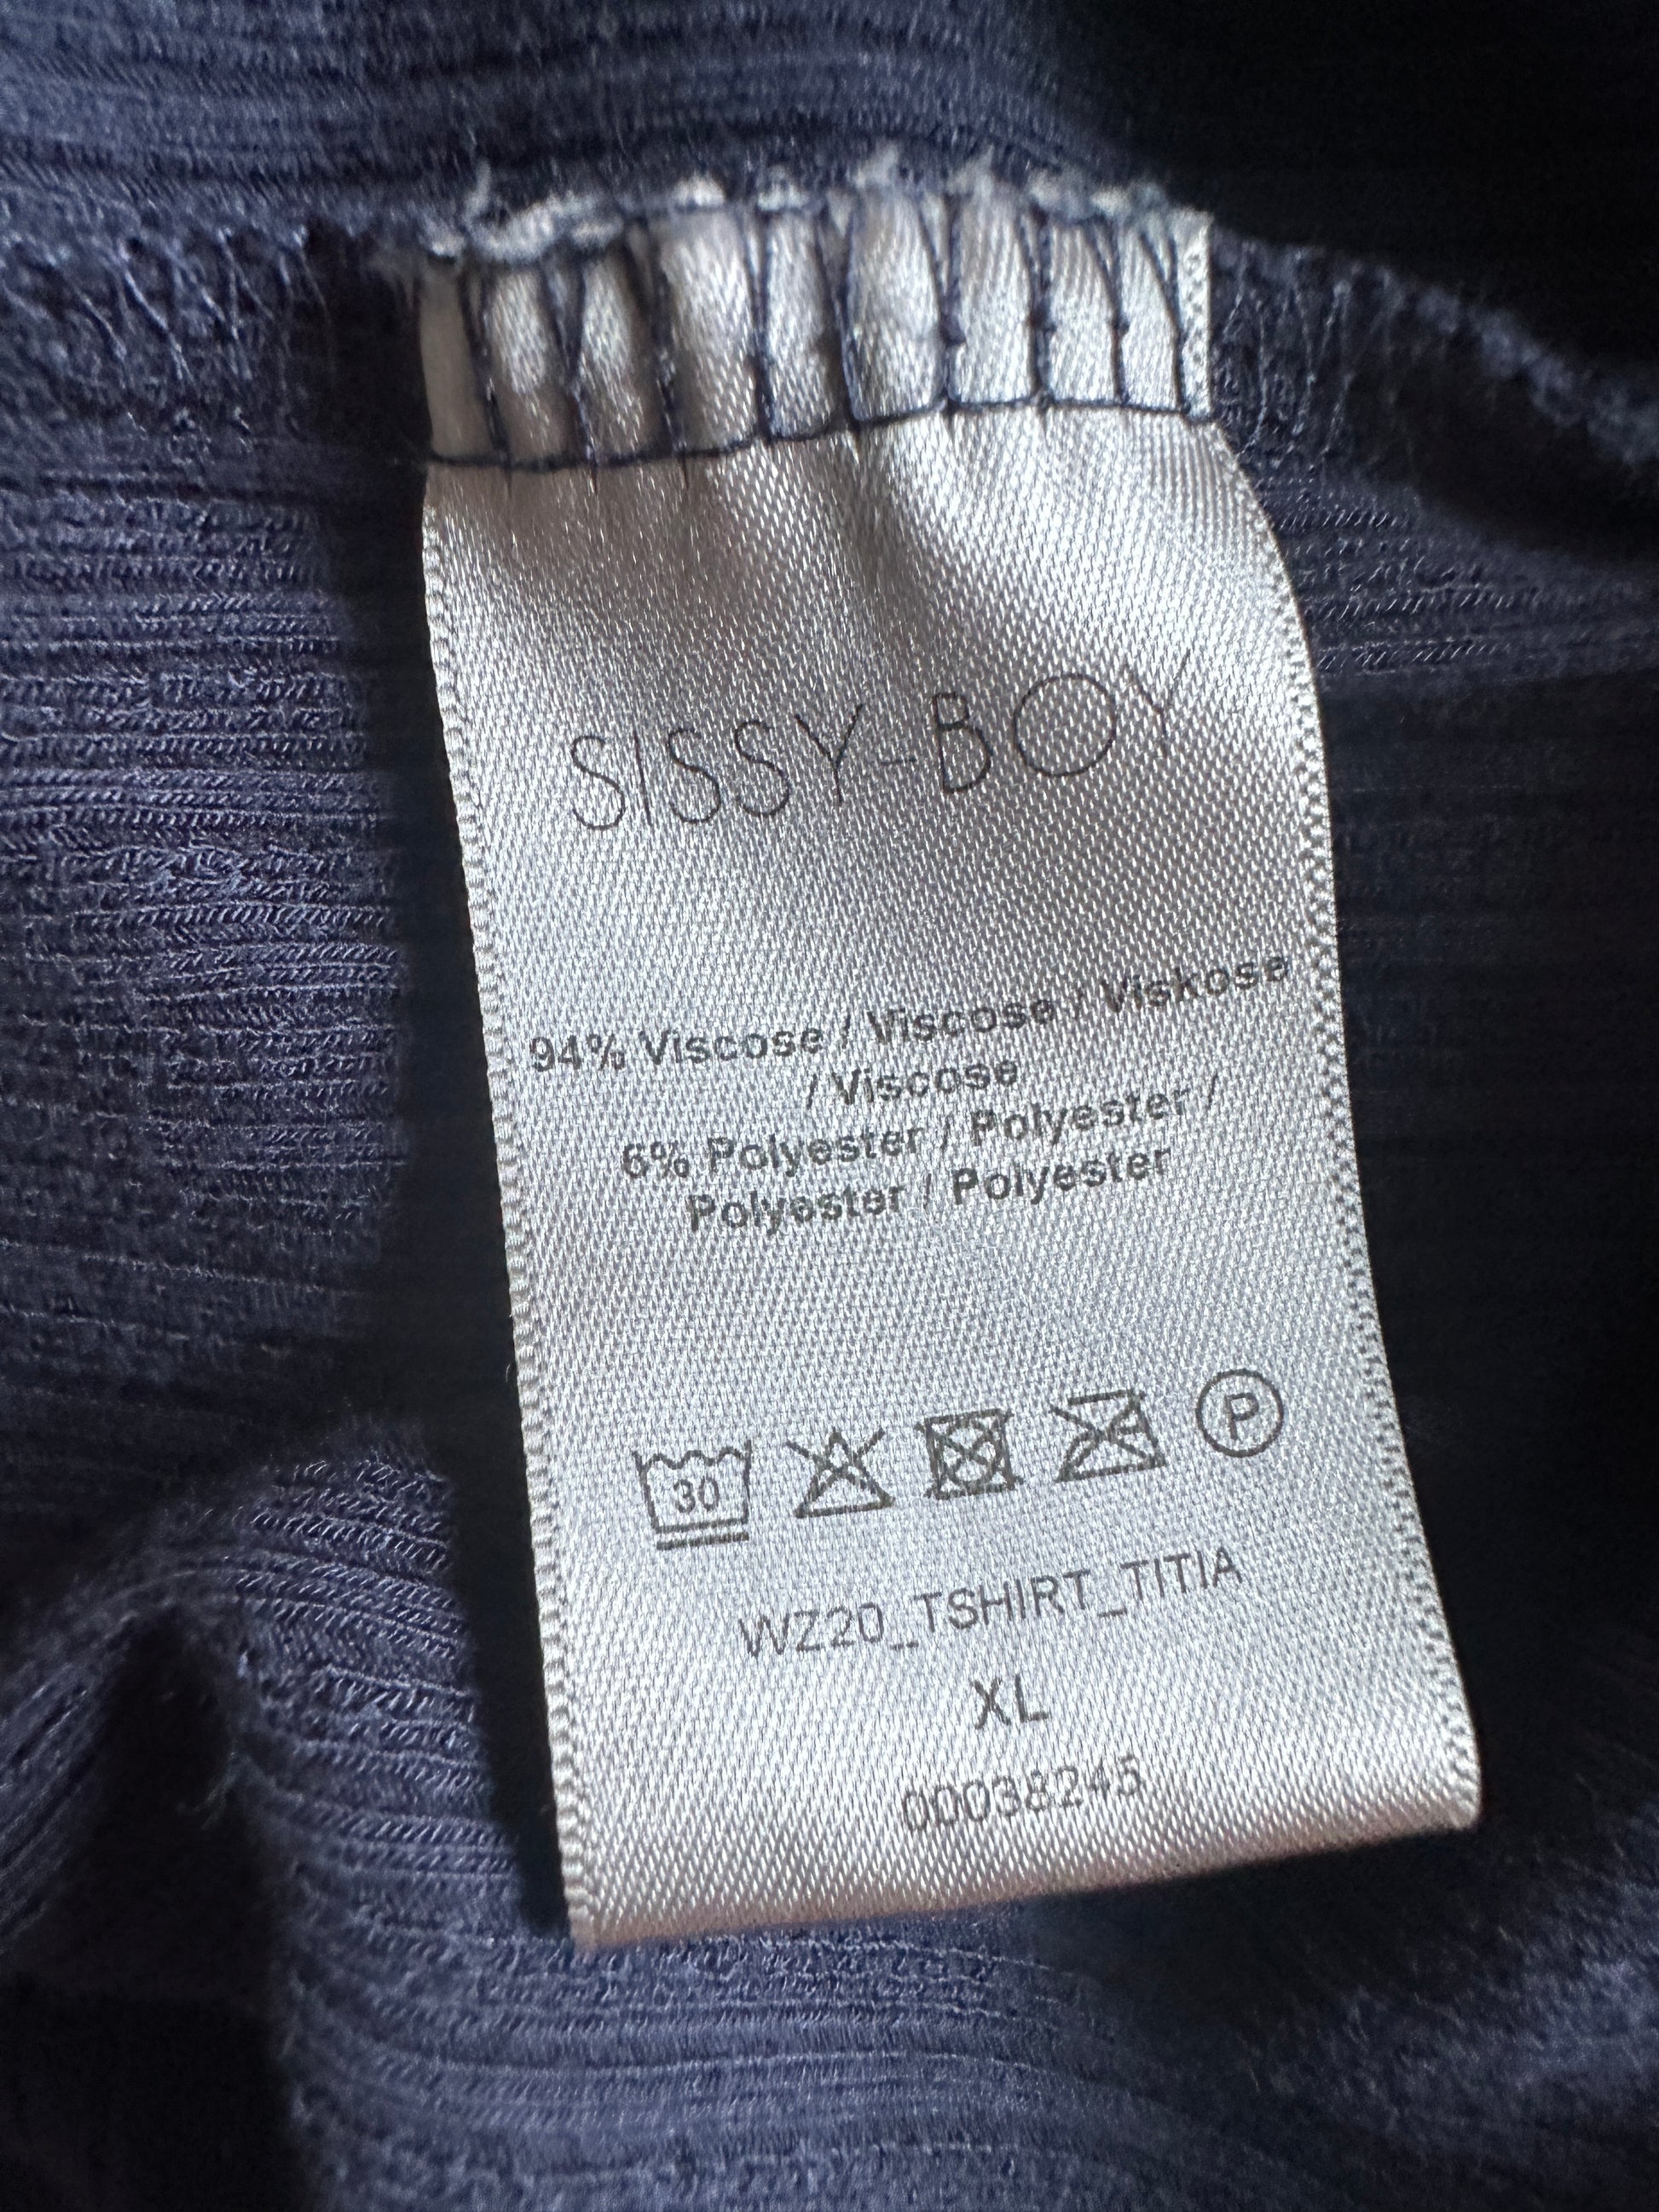 SISSY-BOY
94% Viscose / Viscose / Viskose
/ Viscose
6% Polyester / Polyester /
Polyester / Polyester
30
P
WZ20_TSHIRT_TITIA
XL
00038245